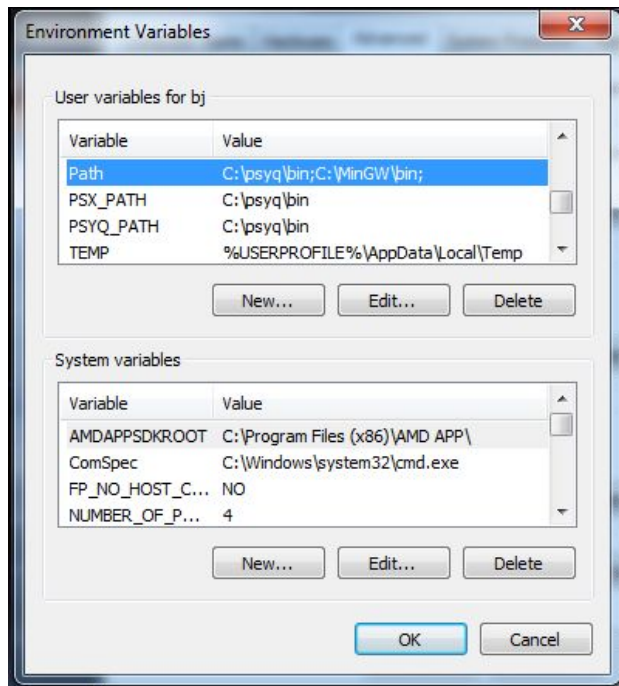 Environment Variables
User variables for bj
Variable Value
Path C:\psyq\bin;C:\MinGW\bin;
PSX_PATH C:\psyq\bin
PSYQ_PATH C:\psyq\bin
TEMP %USERPROFILE%\AppData\Local\Temp
New... Edit... Delete
System variables
Variable Value
AMDAPPSDKROOT C:\Program Files (x86)\AMD APP\
ComSpec C:\Windows\system32\cmd.exe
FP_NO_HOST_C... NO
NUMBER_OF_P... 4
New... Edit... Delete
OK Cancel